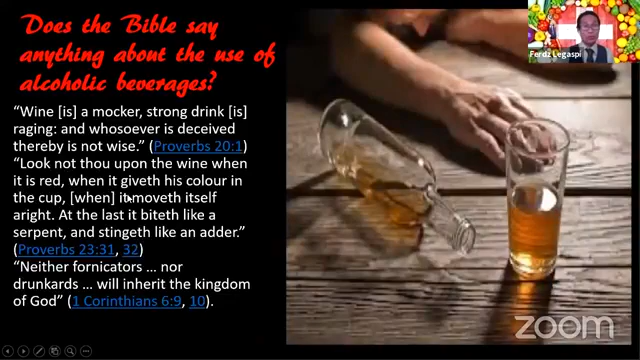 Does the Bible say
anything about the use of
alcoholic beverages?
Ferdz Legaspi
“Wine [is] a mocker, strong drink [is]
raging: and whosoever is deceived
thereby is not wise.” (Proverbs 20:1)
“Look not thou upon the wine when
it is red, when it giveth his colour in
the cup, [when] it moveth itself
aright. At the last it biteth like a
serpent, and stingeth like an adder.”
(Proverbs 23:31, 32)
“Neither fornicators … nor
drunkards … will inherit the kingdom
of God” (1 Corinthians 6:9, 10).
zoom